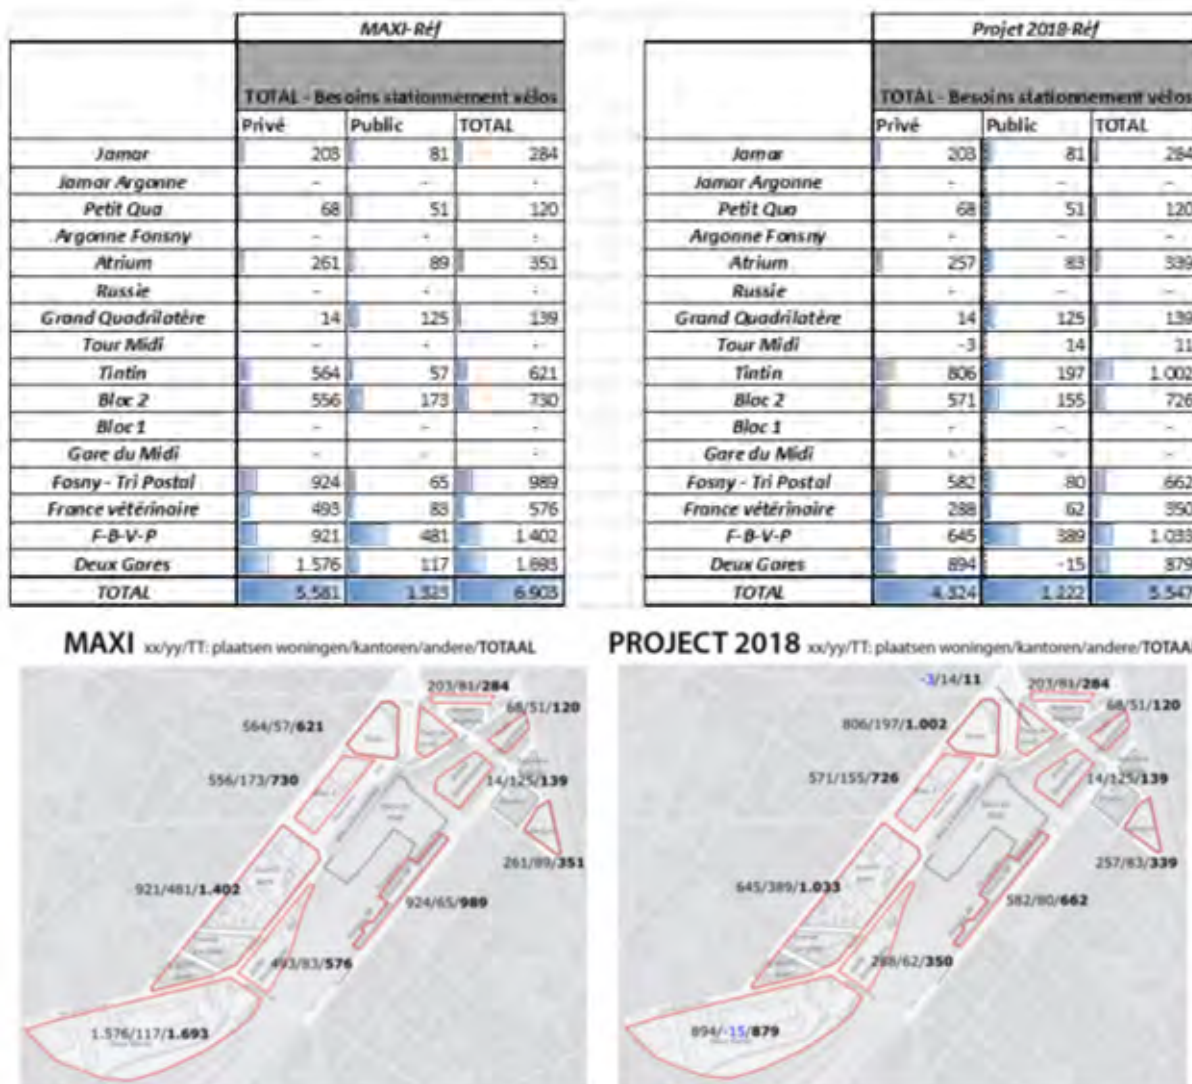 MAXI-Réf
TOTAL - Besoins stationnement vélos
Privé Public TOTAL
Jamar 203 81 284
Jamar Argonne - - -
Petit Qua 68 51 120
Argonne Fonsny - - -
Atrium 261 89 351
Russie - - -
Grand Quadrilatère 14 125 139
Tour Midi - - -
Tintin 564 57 621
Bloc 2 556 173 730
Bloc 1 - - -
Gare du Midi - - -
Fosny - Tri Postal 924 65 989
France vétérinaire 493 83 576
F-B-V-P 921 481 1.402
Deux Gares 1.576 117 1.693
TOTAL 5.581 1.323 6.903
Projet 2018-Réf
TOTAL - Besoins stationnement vélos
Privé Public TOTAL
Jamar 203 81 284
Jamar Argonne - - -
Petit Qua 68 51 120
Argonne Fonsny - - -
Atrium 257 83 339
Russie - - -
Grand Quadrilatère 14 125 139
Tour Midi -3 14 11
Tintin 806 197 1.002
Bloc 2 571 155 726
Bloc 1 - - -
Gare du Midi - - -
Fosny - Tri Postal 582 80 662
France vétérinaire 288 62 350
F-B-V-P 645 389 1.033
Deux Gares 894 -15 879
TOTAL 4.324 1.222 5.547
MAXI xx/yy/TT: plaatsen woningen/kantoren/andere/TOTAAL
203/81/284
68/51/120
564/57/621
556/173/730
14/125/139
261/89/351
921/481/1.402
924/65/989
493/83/576
1.576/117/1.693
PROJECT 2018 xx/yy/TT: plaatsen woningen/kantoren/andere/TOTAAL
-3/14/11
203/81/284
68/51/120
806/197/1.002
571/155/726
14/125/139
257/83/339
645/389/1.033
582/80/662
288/62/350
894/-15/879